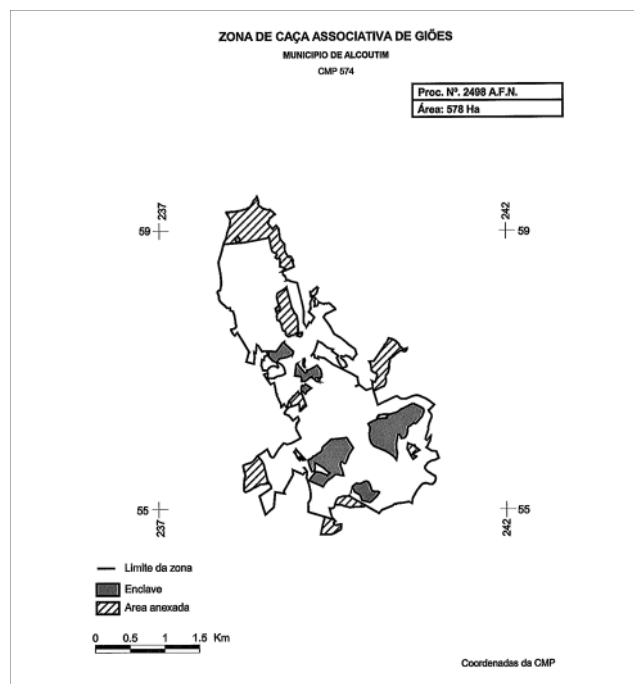 ZONA DE CAÇA ASSOCIATIVA DE GIÕES
MUNICIPIO DE ALCOUTIM
CMP 574
Proc. Nº. 2498 A.F.N.
Área: 578 Ha
237
59
242
59
55
237
55
242
Limite da zona
Enclave
Area anexada
0 0.5 1 1.5 Km
Coordenadas da CMP